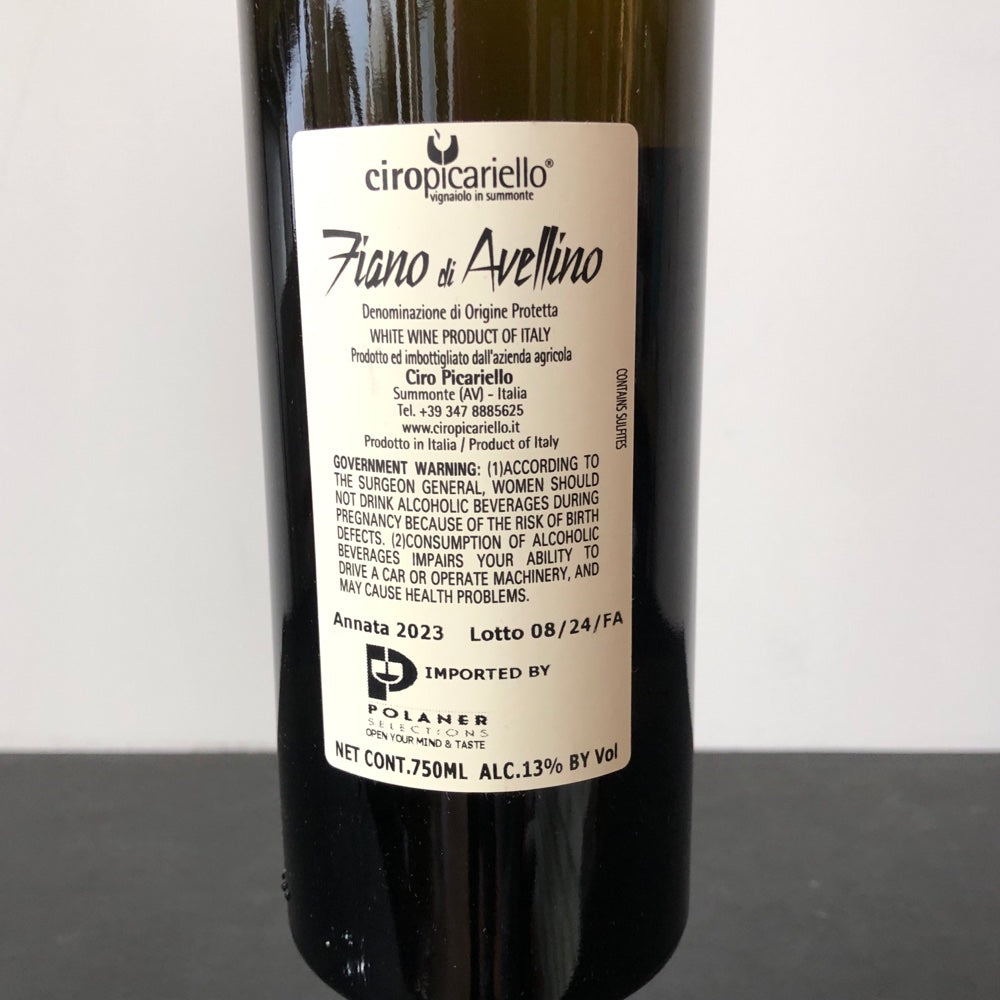 ciropicariello®
vignaiolo in summonte
Fiano di Avellino
Denominazione di Origine Protetta
WHITE WINE PRODUCT OF ITALY
Prodotto ed imbottigliato dall'azienda agricola
Ciro Picariello
Summonte (AV) - Italia
Tel. +39 347 8885625
www.ciropicariello.it
Prodotto in Italia / Product of Italy
CONTAINS SULFITES
GOVERNMENT WARNING: (1)ACCORDING TO
THE SURGEON GENERAL, WOMEN SHOULD
NOT DRINK ALCOHOLIC BEVERAGES DURING
PREGNANCY BECAUSE OF THE RISK OF BIRTH
DEFECTS. (2)CONSUMPTION OF ALCOHOLIC
BEVERAGES IMPAIRS YOUR ABILITY TO
DRIVE A CAR OR OPERATE MACHINERY, AND
MAY CAUSE HEALTH PROBLEMS.
Annata 2023 Lotto 08/24/FA
IMPORTED BY
POLANER
SELECTIONS
OPEN YOUR MIND & TASTE
NET CONT.750ML ALC.13% BY Vol